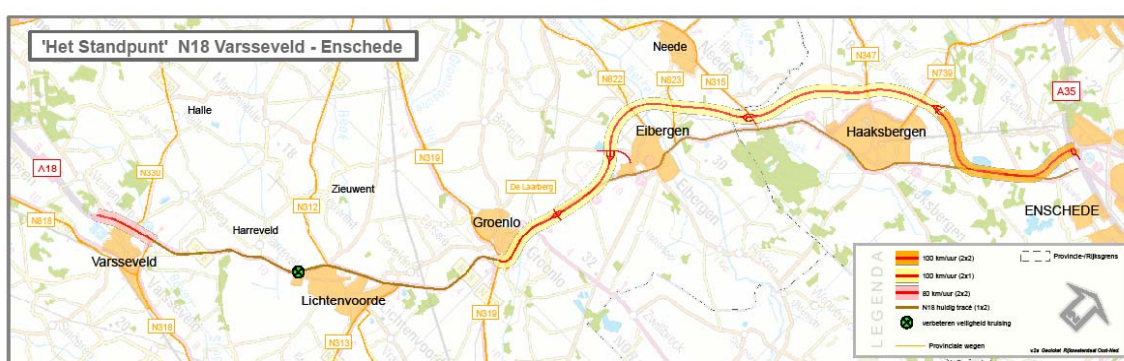 'Het Standpunt' N18 Varsseveld - Enschede
Neede
N347
N822
N823
N315
N739
A35
Halle
Eibergen
Haaksbergen
A18
N330
N319
Zieuwent
De Laarberg
N312
Groenlo
N818
Harreveld
ENSCHEDE
Varsseveld
Lichtenvoorde
N318
N313
N319
LEGENDA
100 km/uur (2x2)
Provincie-/Rijksgrens
100 km/uur (2x1)
80 km/uur (2x2)
N18 huidig tracé (1x2)
verbeteren veiligheid kruising
Provinciale wegen